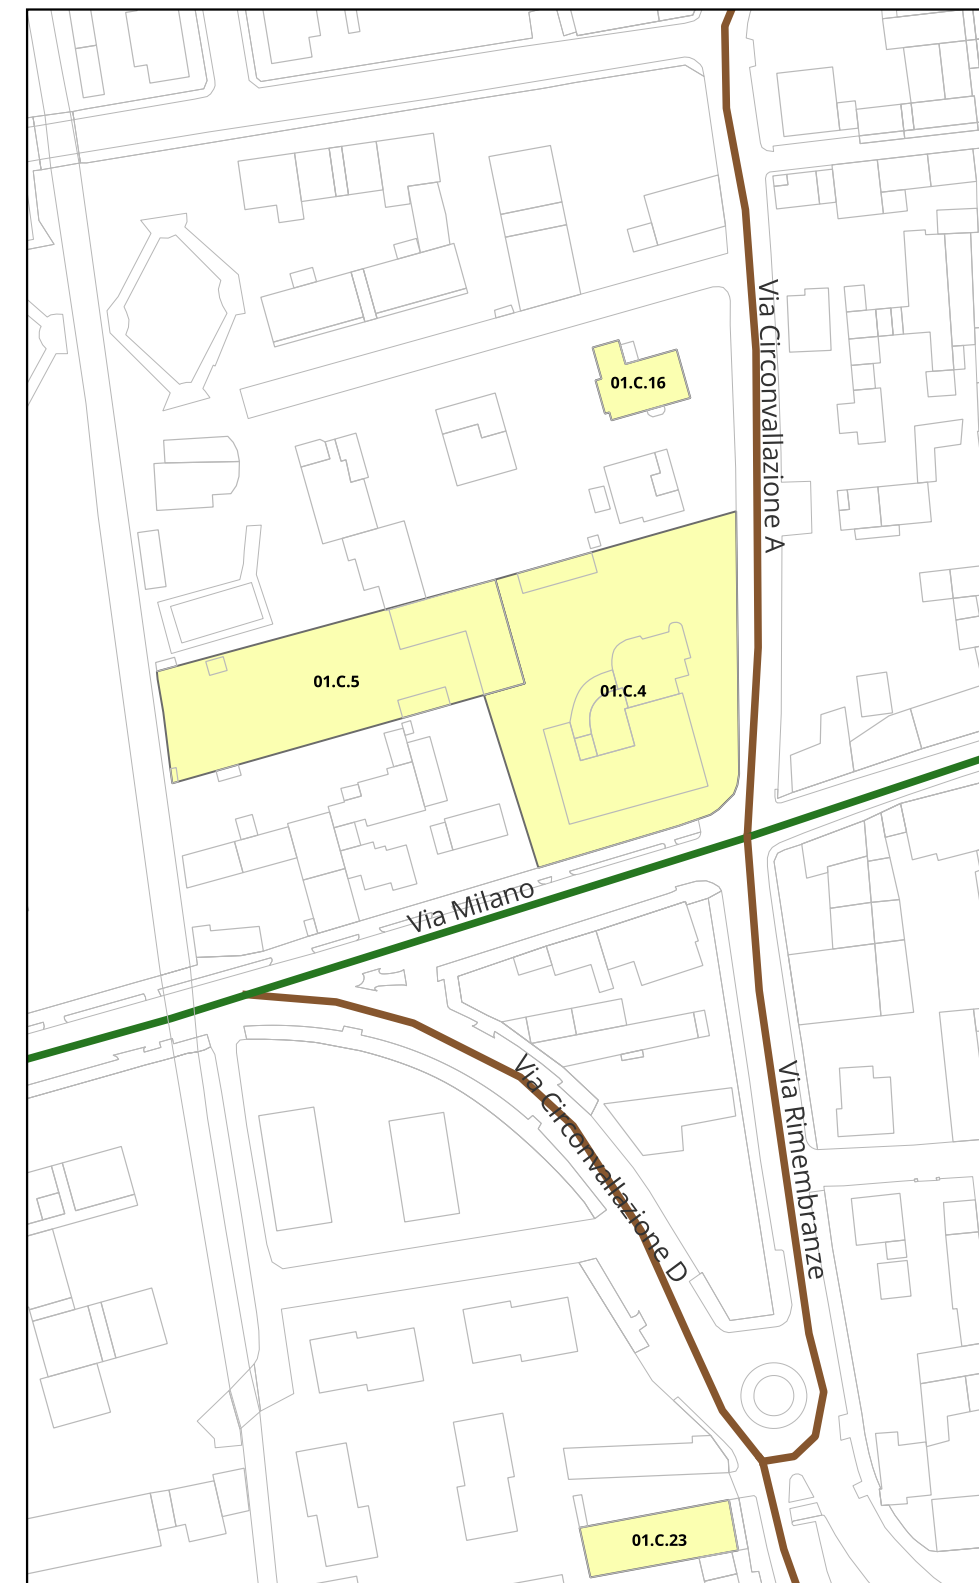 Via Circonvallazione A
01.C.16
01.C.5
01.C.4
Via Milano
Via Circonvallazione D
Via Rimembranze
01.C.23